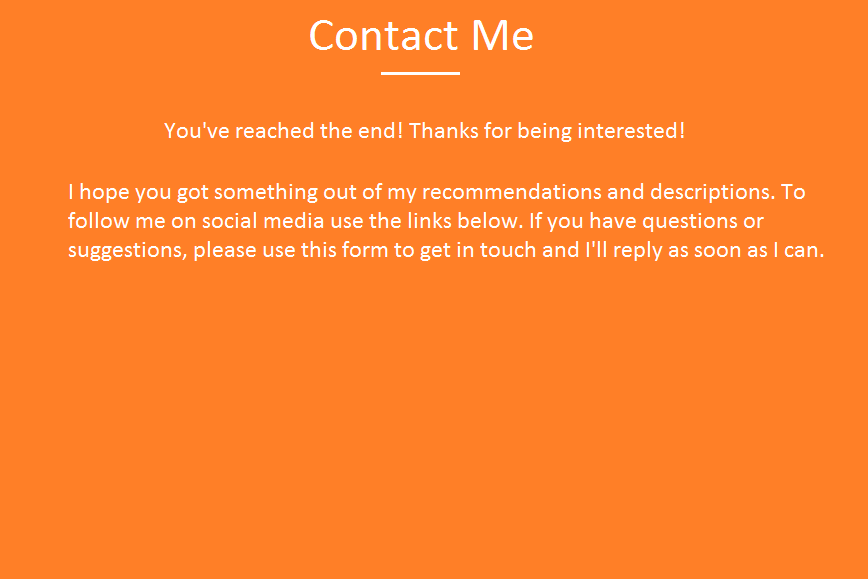 Contact Me
You've reached the end! Thanks for being interested!
I hope you got something out of my recommendations and descriptions. To
follow me on social media use the links below. If you have questions or
suggestions, please use this form to get in touch and I'll reply as soon as I can.